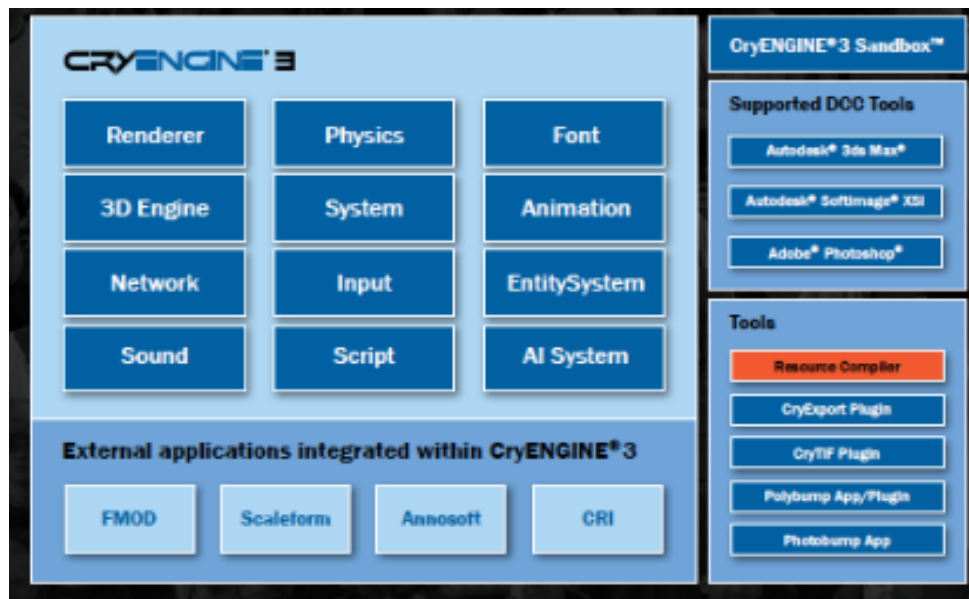 CRYENGINE® 3
Renderer
Physics
Font
3D Engine
System
Animation
Network
Input
EntitySystem
Sound
Script
AI System
External applications integrated within CryENGINE®3
FMOD
Scaleform
Annosoft
CRI
CryENGINE®3 Sandbox™
Supported DCC Tools
Autodesk® 3ds Max®
Autodesk® Softimage® XSI
Adobe® Photoshop®
Tools
Resource Compiler
CryExport Plugin
CryTIF Plugin
Polybump App/Plugin
Photobump App